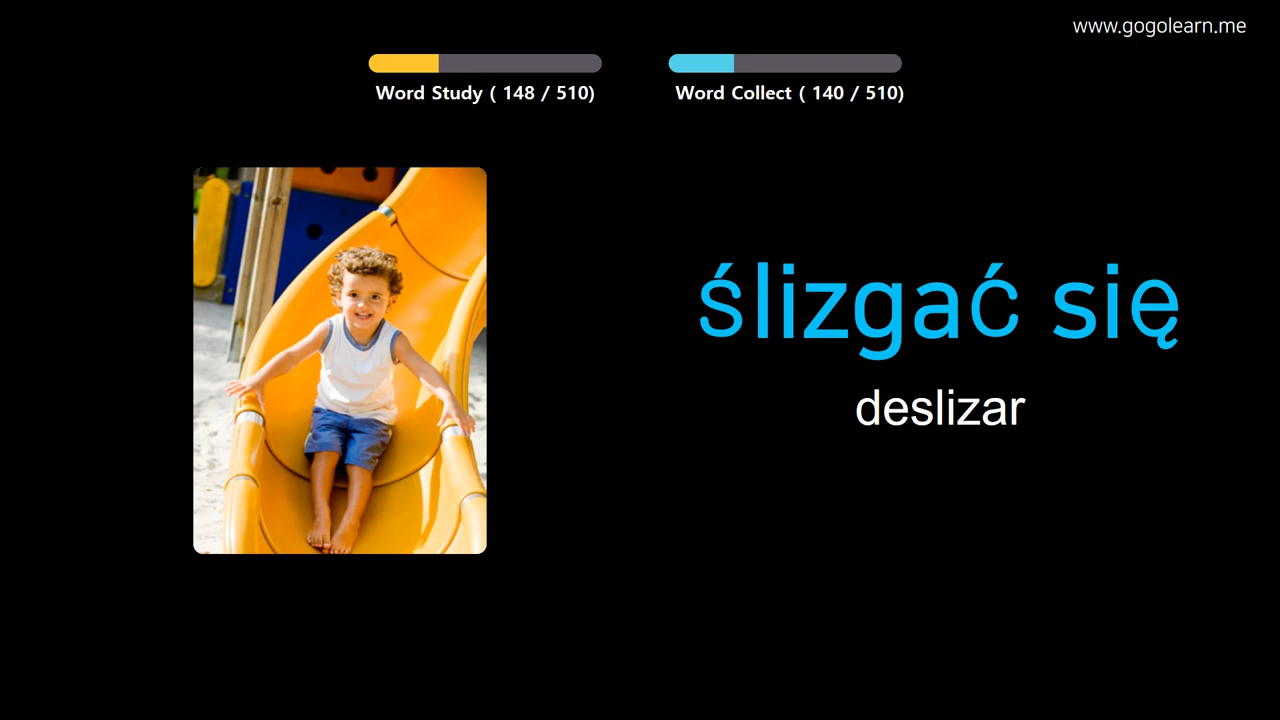 www.gogolearn.me
Word Study ( 148 / 510)
Word Collect ( 140 / 510)
ślizgać się
deslizar